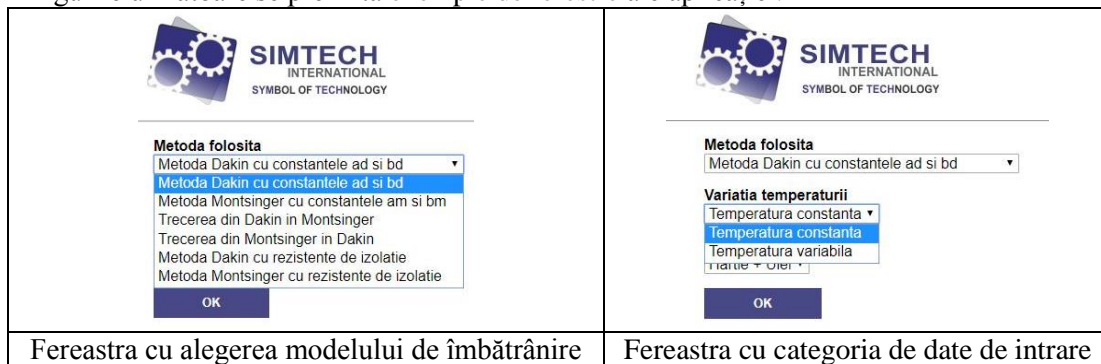 SIMTECH
INTERNATIONAL
SYMBOL OF TECHNOLOGY
Metoda folosita
Metoda Dakin cu constantele ad si bd
Metoda Dakin cu constantele ad si bd
Metoda Montsinger cu constantele am si bm
Trecerea din Dakin in Montsinger
Trecerea din Montsinger in Dakin
Metoda Dakin cu rezistente de izolatie
Metoda Montsinger cu rezistente de izolatie
OK
Fereastra cu alegerea modelului de îmbătrânire
SIMTECH
INTERNATIONAL
SYMBOL OF TECHNOLOGY
Metoda folosita
Metoda Dakin cu constantele ad si bd
Variatia temperaturii
Temperatura constanta
Temperatura constanta
Temperatura variabila
Hartie + Ulei
OK
Fereastra cu categoria de date de intrare